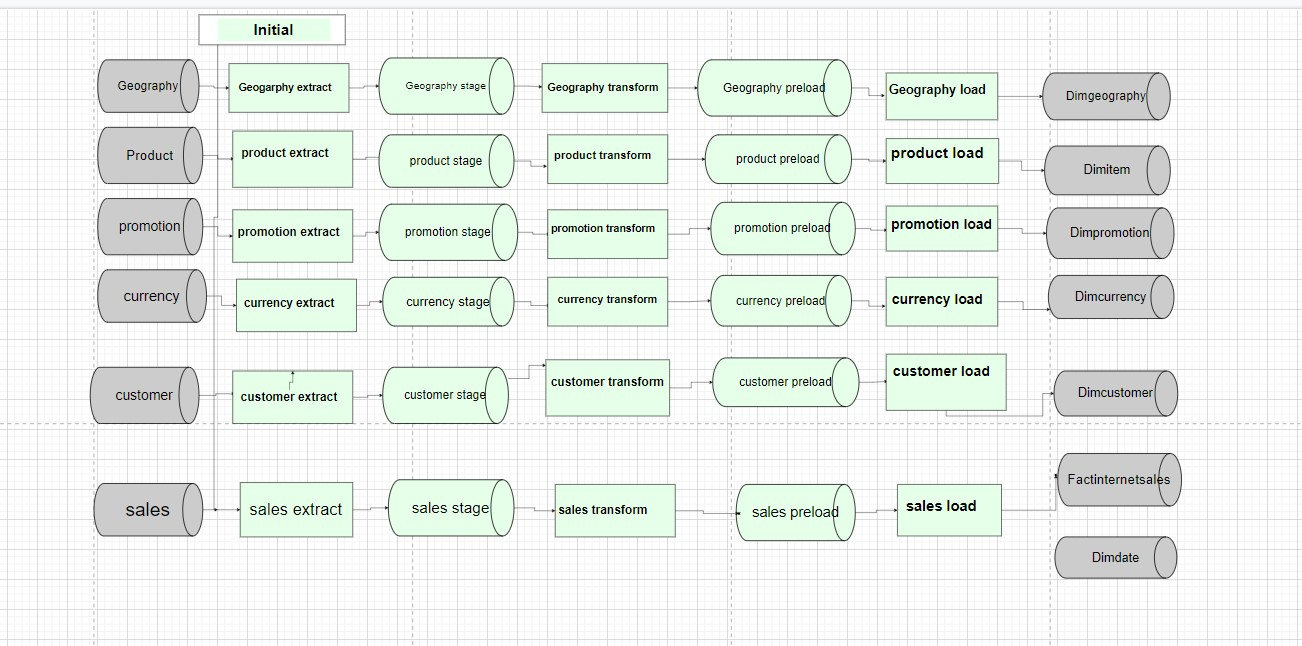 Initial
Geography
Geogarphy extract
Geography stage
Geography transform
Geography preload
Geography load
Dimgeography
Product
product extract
product stage
product transform
product preload
product load
Dimitem
promotion
promotion extract
promotion stage
promotion transform
promotion preload
promotion load
Dimpromotion
currency
currency extract
currency stage
currency transform
currency preload
currency load
Dimcurrency
customer
customer extract
customer stage
customer transform
customer preload
customer load
Dimcustomer
sales
sales extract
sales stage
sales transform
sales preload
sales load
Factinternetsales
Dimdate